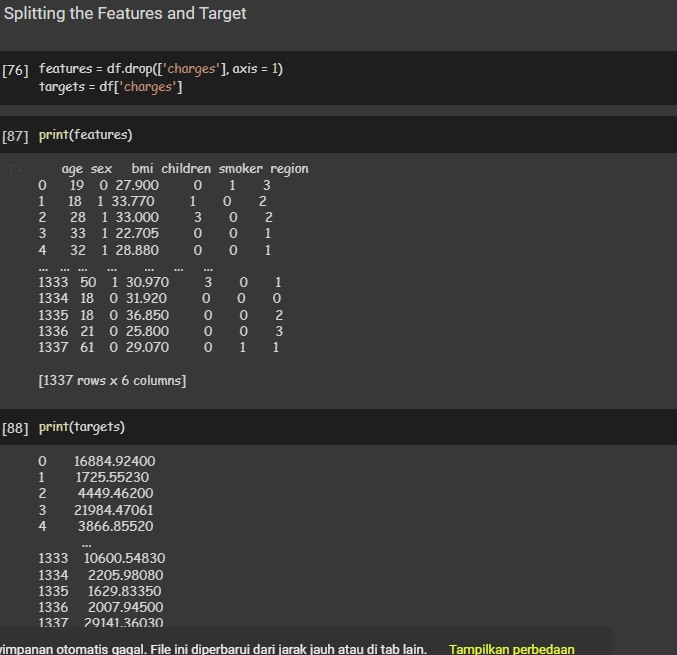 Splitting the Features and Target
[76] features = df.drop(['charges'], axis = 1)
targets = df['charges']
[87] print(features)
age sex bmi children smoker region
0 19 0 27.900 0 1 3
1 18 1 33.770 1 0 2
2 28 1 33.000 3 0 2
3 33 1 22.705 0 0 1
4 32 1 28.880 0 0 1
... ... ... ... ... ... ...
1333 50 1 30.970 3 0 1
1334 18 0 31.920 0 0 0
1335 18 0 36.850 0 0 2
1336 21 0 25.800 0 0 3
1337 61 0 29.070 0 1 1
[1337 rows x 6 columns]
[88] print(targets)
0 16884.92400
1 1725.55230
2 4449.46200
3 21984.47061
4 3866.85520
...
1333 10600.54830
1334 2205.98080
1335 1629.83350
1336 2007.94500
1337 29141.36030
yimpanan otomatis gagal. File ini diperbarui dari jarak jauh atau di tab lain. Tampilkan perbedaan